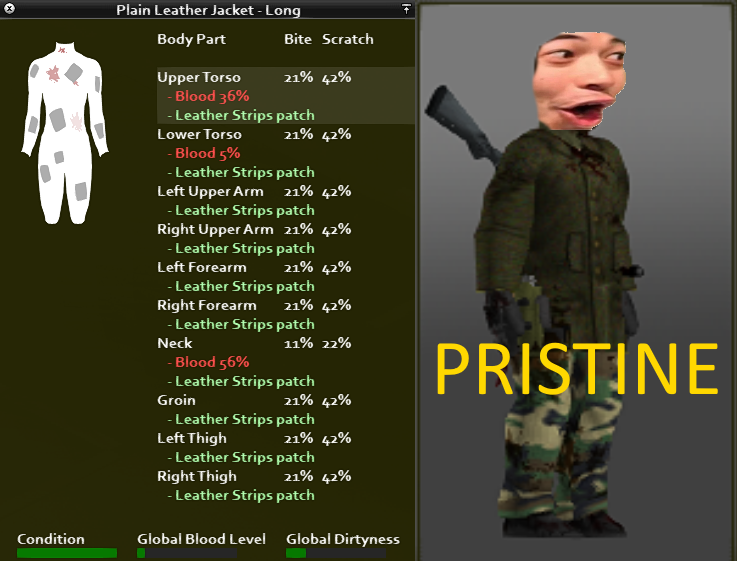 Plain Leather Jacket - Long
Body Part Bite Scratch
Upper Torso 21% 42%
- Blood 36%
- Leather Strips patch
Lower Torso 21% 42%
- Blood 5%
- Leather Strips patch
Left Upper Arm 21% 42%
- Leather Strips patch
Right Upper Arm 21% 42%
- Leather Strips patch
Left Forearm 21% 42%
- Leather Strips patch
Right Forearm 21% 42%
- Leather Strips patch
Neck 11% 22%
- Blood 56%
- Leather Strips patch
Groin 21% 42%
- Leather Strips patch
Left Thigh 21% 42%
- Leather Strips patch
Right Thigh 21% 42%
- Leather Strips patch
Condition Global Blood Level Global Dirtyness
PRISTINE